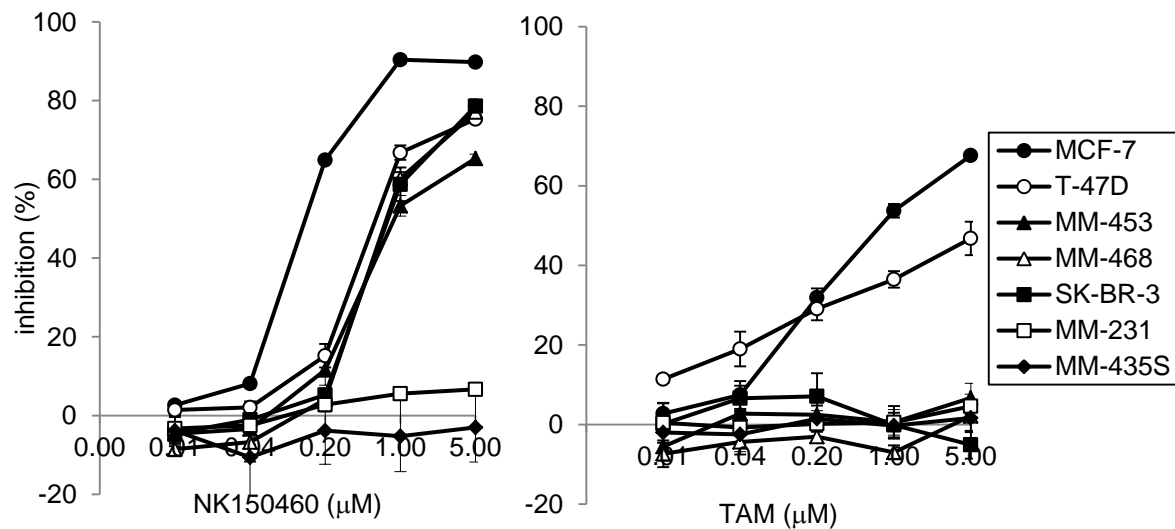 inhibition (%)
100
80
60
40
20
0
-20
0.00 0.01 0.04 0.20 1.00 5.00
NK150460 (μM)
100
80
60
40
20
0
-20
0.01 0.04 0.20 1.00 5.00
TAM (μM)
MCF-7
T-47D
MM-453
MM-468
SK-BR-3
MM-231
MM-435S